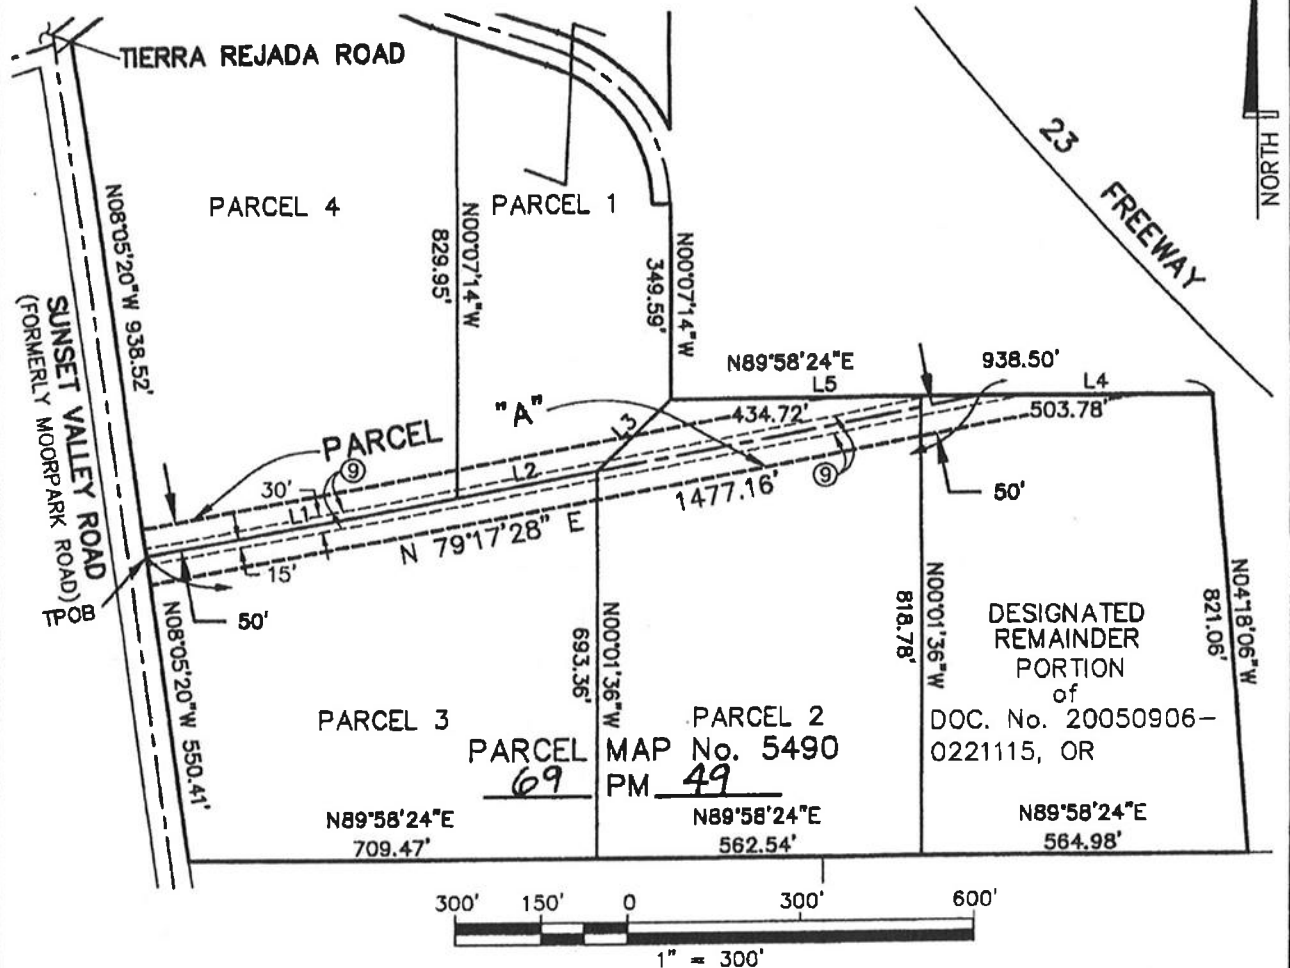 TIERRA REJADA ROAD
NORTH
23 FREEWAY
PARCEL 4
PARCEL 1
N08°05'20"W 938.52'
N00°07'14"W
829.95'
N00°07'14"W
349.59'
SUNSET VALLEY ROAD
(FORMERLY MOORPARK ROAD)
N89°58'24"E
938.50'
L5
L4
"A"
434.72'
503.78'
L3
PARCEL
9
L2
30'
L1
9
1477.16'
50'
N 79°17'28" E
15'
TPOB
50'
N08°05'20"W 550.41'
N00°01'36"W
693.36'
N00°01'36"W
818.78'
N04°18'06"W
821.06'
DESIGNATED
REMAINDER
PORTION
of
DOC. No. 20050906-
0221115, OR
PARCEL 3
PARCEL 2
PARCEL MAP No. 5490
69 PM 49
N89°58'24"E
709.47'
N89°58'24"E
562.54'
N89°58'24"E
564.98'
300' 150' 0 300' 600'
1" = 300'